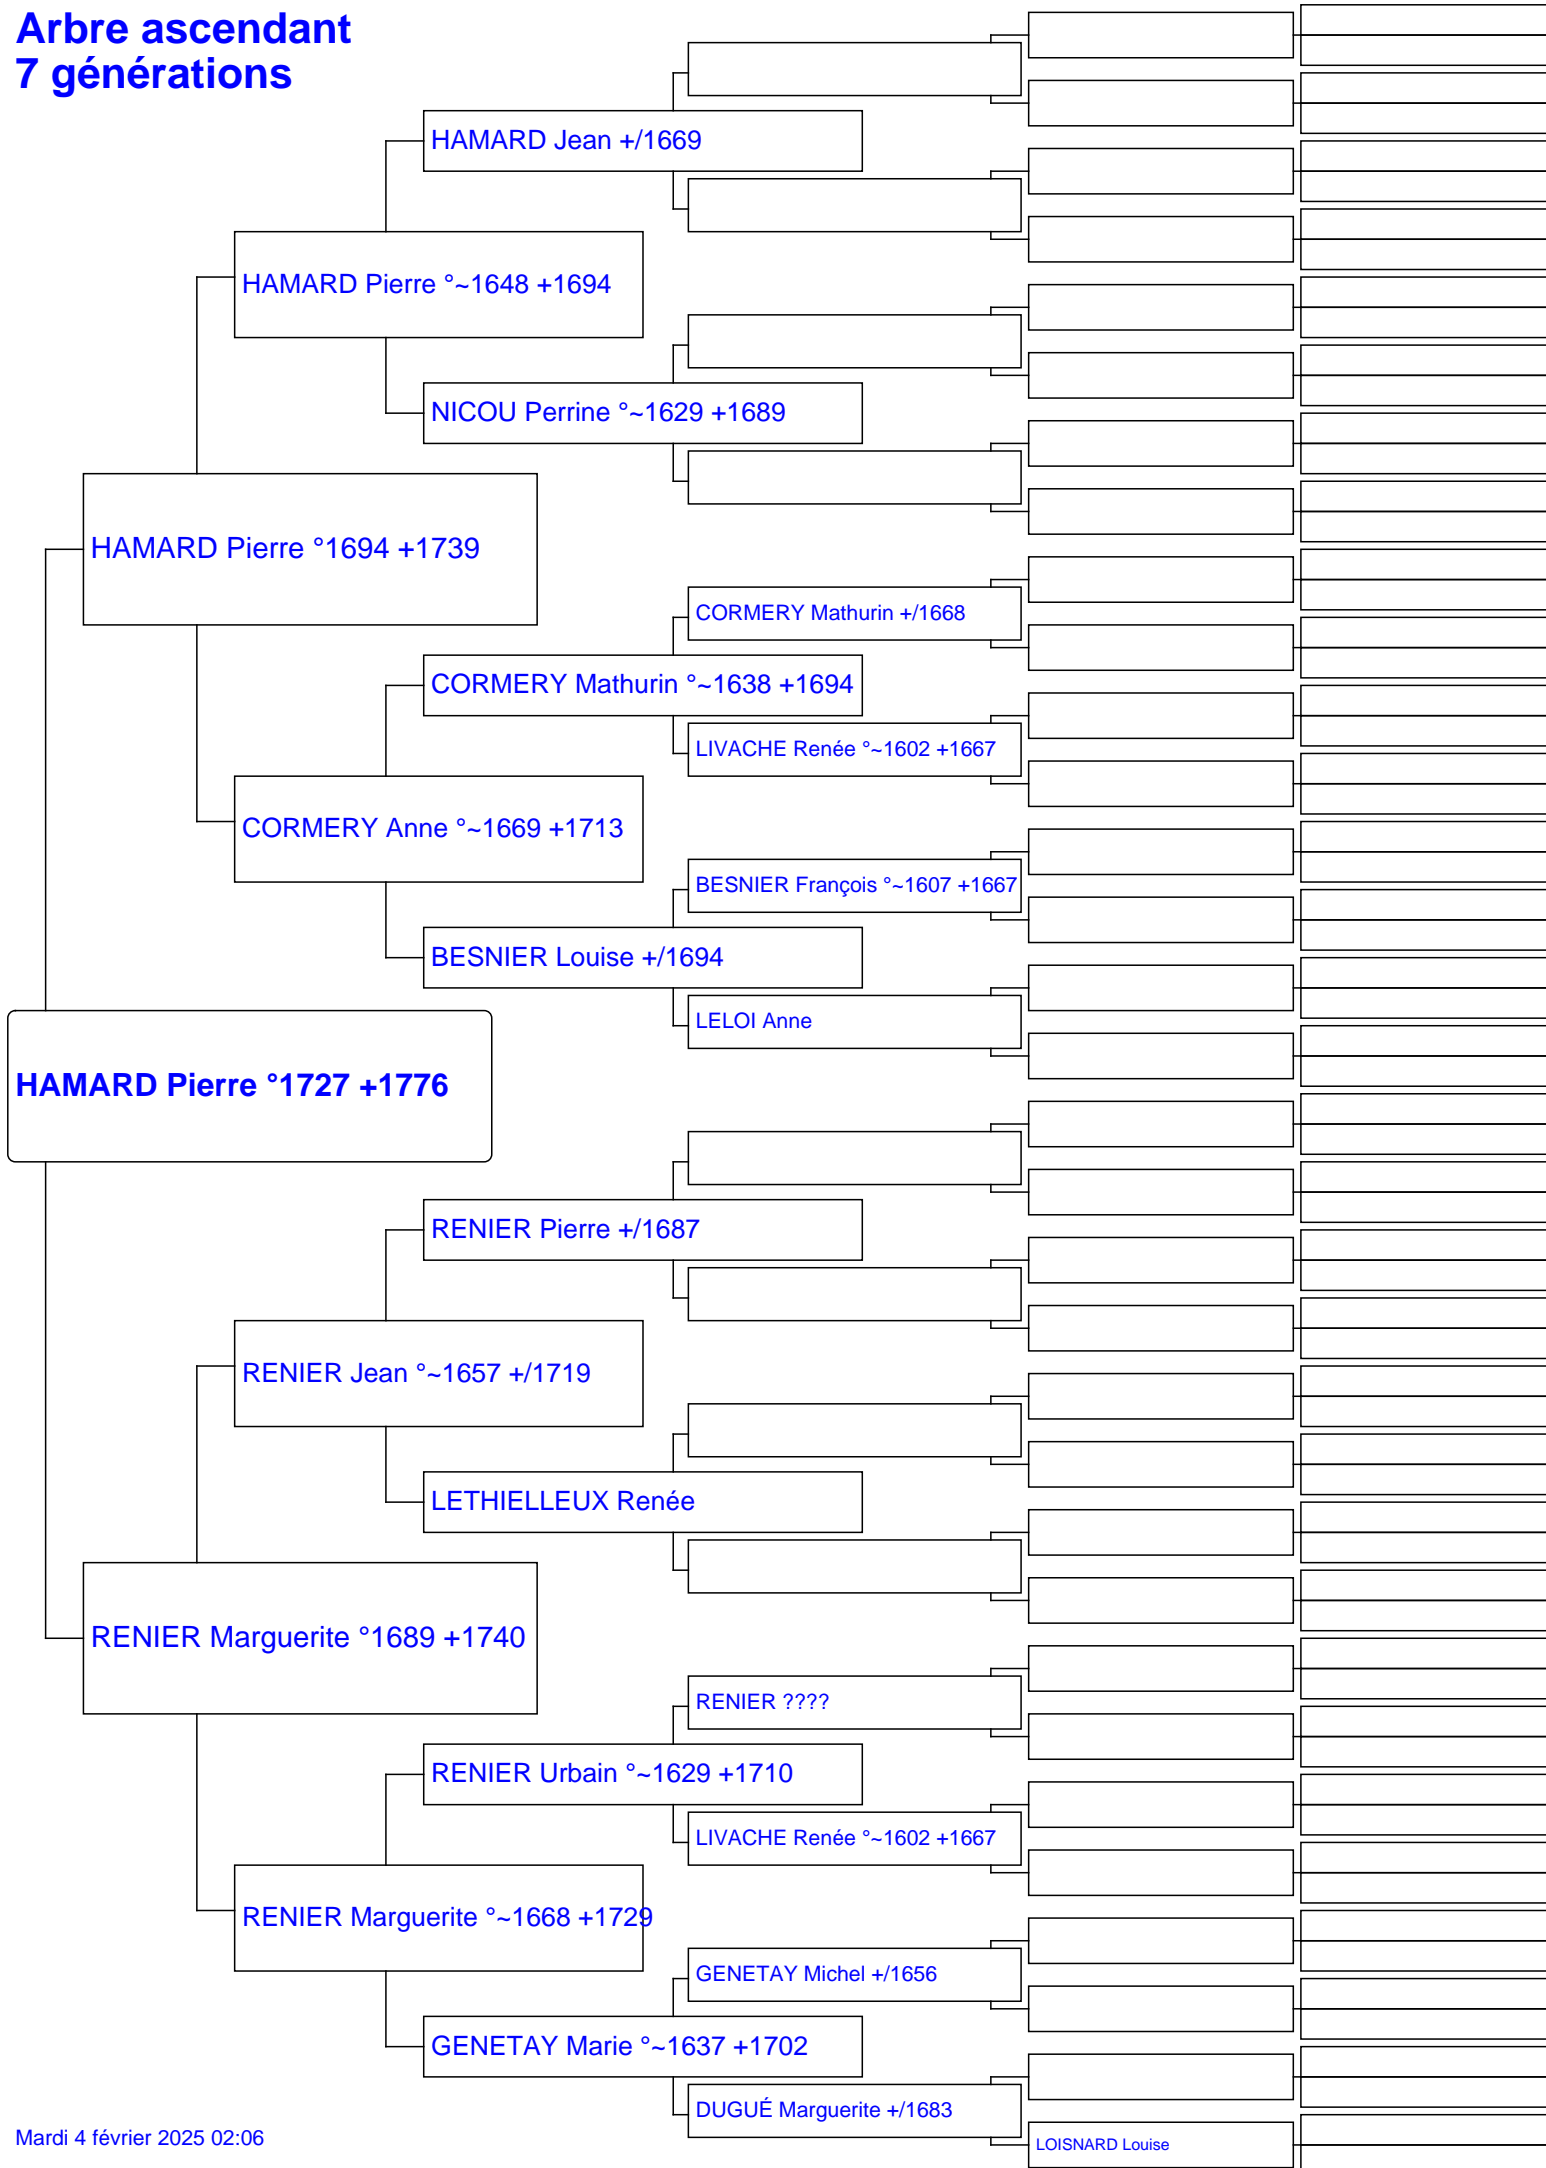 Arbre ascendant
7 générations
HAMARD Jean +/1669
HAMARD Pierre °~1648 +1694
NICOU Perrine °~1629 +1689
HAMARD Pierre °1694 +1739
CORMERY Mathurin +/1668
CORMERY Mathurin °~1638 +1694
LIVACHE Renée °~1602 +1667
CORMERY Anne °~1669 +1713
BESNIER François °~1607 +1667
BESNIER Louise +/1694
LELOI Anne
HAMARD Pierre °1727 +1776
RENIER Pierre +/1687
RENIER Jean °~1657 +/1719
LETHIELLEUX Renée
RENIER Marguerite °1689 +1740
RENIER ????
RENIER Urbain °~1629 +1710
LIVACHE Renée °~1602 +1667
RENIER Marguerite °~1668 +1729
GENETAY Michel +/1656
GENETAY Marie °~1637 +1702
DUGUÉ Marguerite +/1683
LOISNARD Louise
Mardi 4 février 2025 02:06